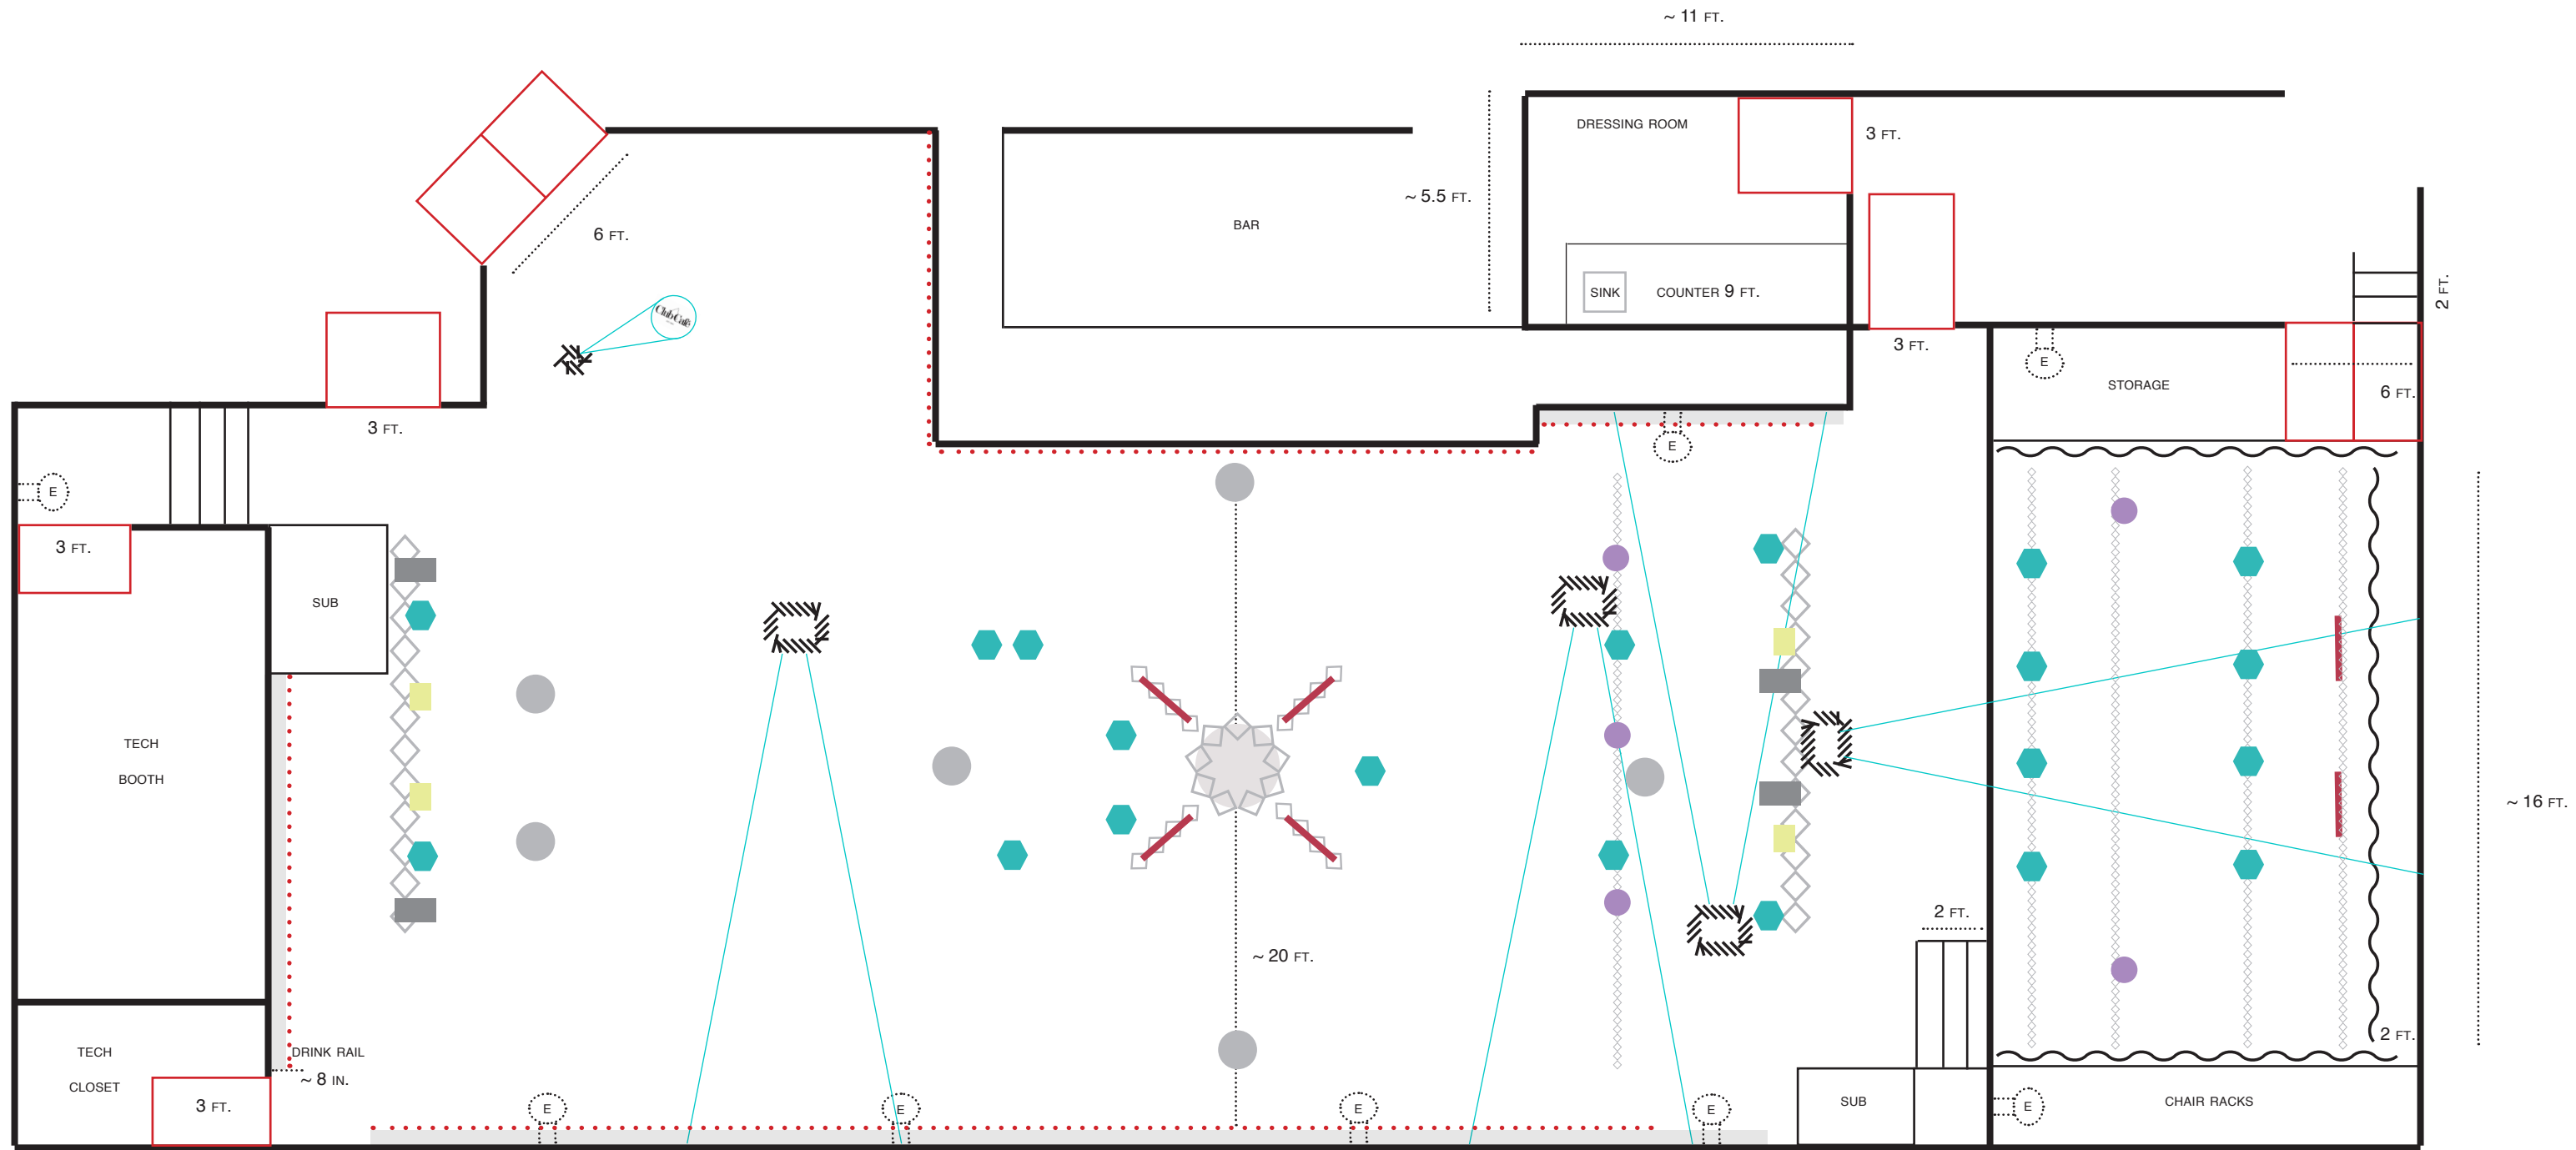 ~ 11 FT.
DRESSING ROOM
3 FT.
~ 5.5 FT.
BAR
6 FT.
SINK
COUNTER 9 FT.
2 FT.
Club Café
3 FT.
E
STORAGE
6 FT.
3 FT.
E
E
3 FT.
SUB
TECH
BOOTH
~ 16 FT.
2 FT.
~ 20 FT.
2 FT.
TECH
CLOSET
DRINK RAIL
~ 8 IN.
3 FT.
E
E
E
E
SUB
E
CHAIR RACKS